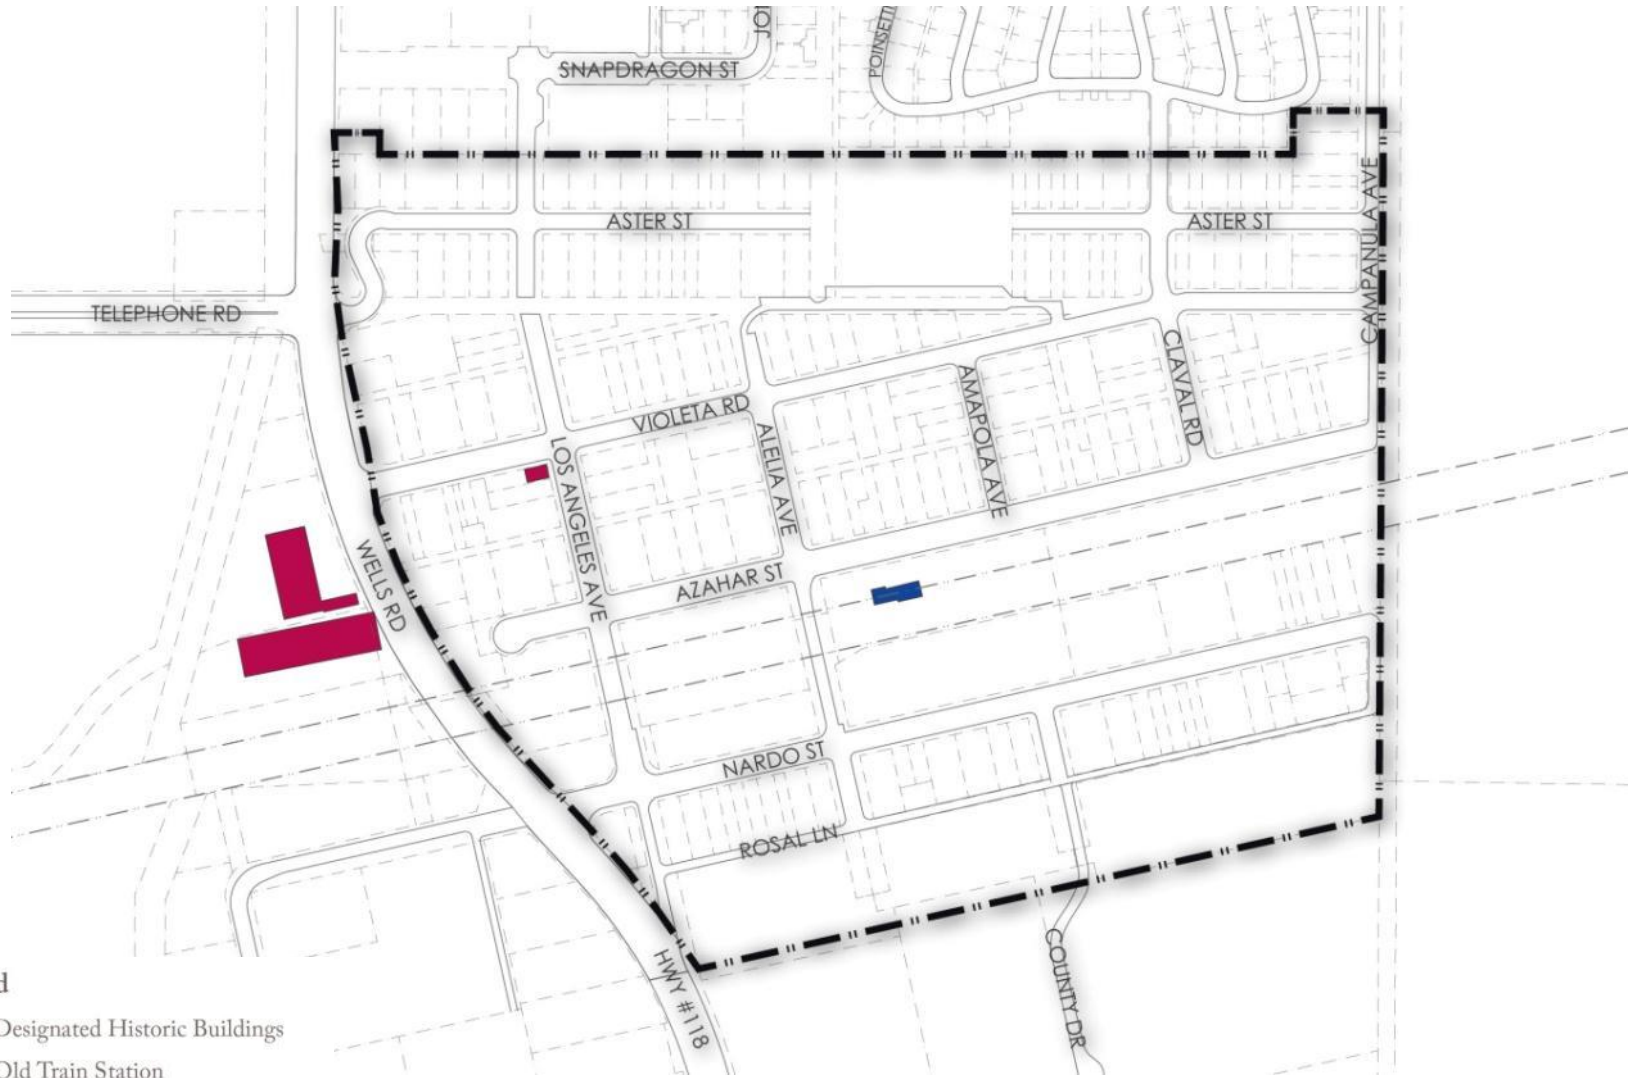 SNAPDRAGON ST
ASTER ST
ASTER ST
CAMPANULA AVE
TELEPHONE RD
CLAVAL RD
VIOLETA RD
AMAPOLA AVE
ALELIA AVE
LOS ANGELES AVE
WELLS RD
AZAHAR ST
NARDO ST
ROSAL LN
HWY #118
COUNTY DR
Designated Historic Buildings
Old Train Station